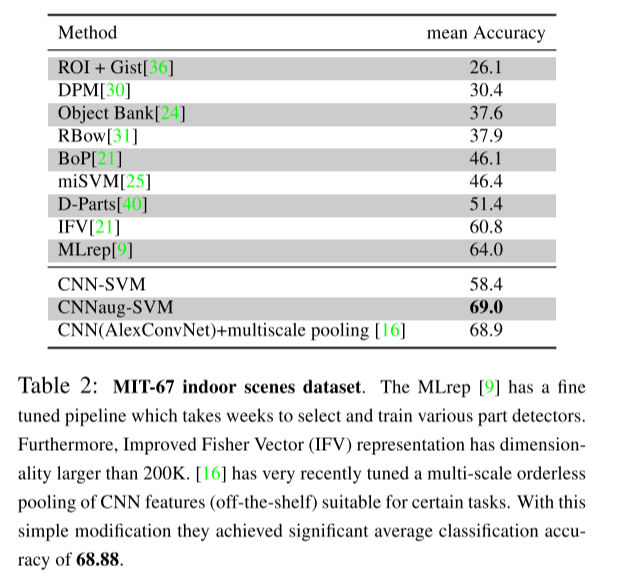 Method mean Accuracy
ROI + Gist[36] 26.1
DPM[30] 30.4
Object Bank[24] 37.6
RBow[31] 37.9
BoP[21] 46.1
miSVM[25] 46.4
D-Parts[40] 51.4
IFV[21] 60.8
MLrep[9] 64.0
CNN-SVM 58.4
CNNaug-SVM 69.0
CNN(AlexConvNet)+multiscale pooling [16] 68.9
Table 2: MIT-67 indoor scenes dataset. The MLrep [9] has a fine
tuned pipeline which takes weeks to select and train various part detectors.
Furthermore, Improved Fisher Vector (IFV) representation has dimension-
ality larger than 200K. [16] has very recently tuned a multi-scale orderless
pooling of CNN features (off-the-shelf) suitable for certain tasks. With this
simple modification they achieved significant average classification accu-
racy of 68.88.